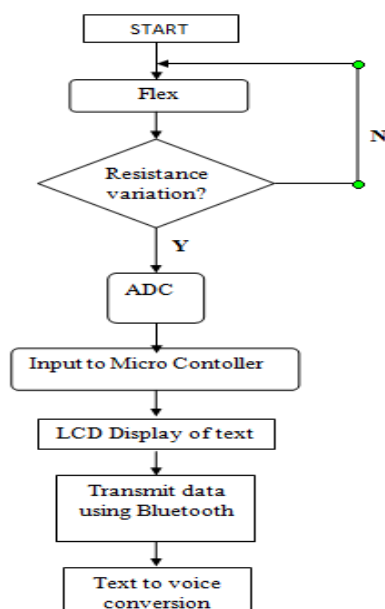 START
Flex
N
Resistance
variation?
Y
ADC
Input to Micro Contoller
LCD Display of text
Transmit data
using Bluetooth
Text to voice
conversion